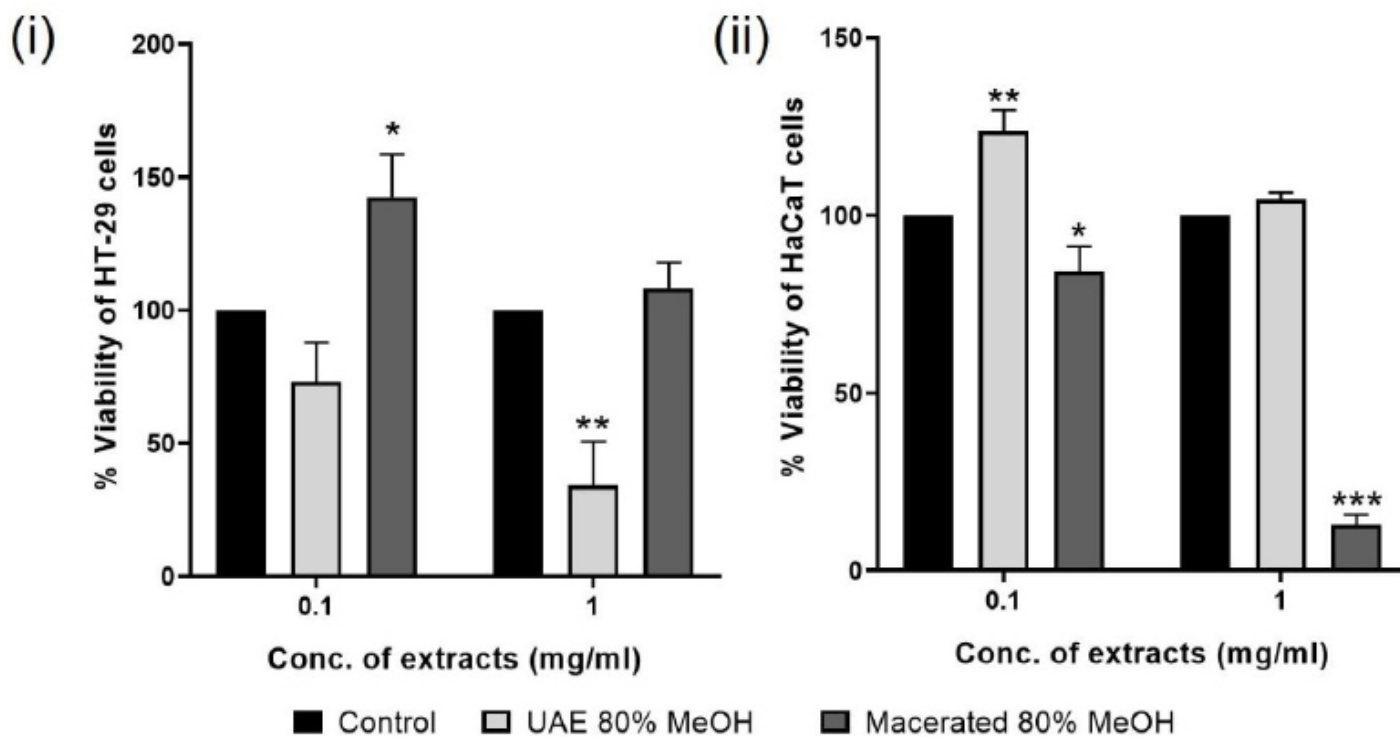 (i)
200
150
100
50
0
% Viability of HT-29 cells
*
**
0.1
1
Conc. of extracts (mg/ml)
(ii)
150
100
50
0
% Viability of HaCaT cells
**
*
***
0.1
1
Conc. of extracts (mg/ml)
Control
UAE 80% MeOH
Macerated 80% MeOH